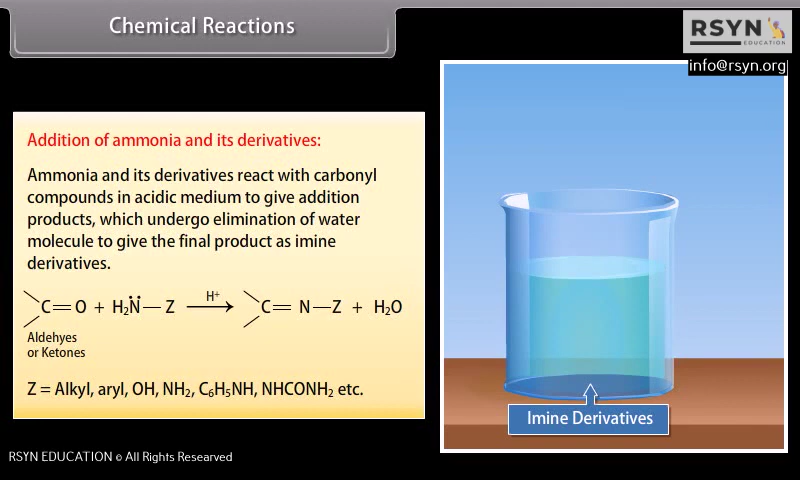 Chemical Reactions
RSYN
EDUCATION
info@rsyn.org
Addition of ammonia and its derivatives:
Ammonia and its derivatives react with carbonyl
compounds in acidic medium to give addition
products, which undergo elimination of water
molecule to give the final product as imine
derivatives.
C=O + H₂N̈—Z H⁺⟶ C=N—Z + H₂O
Aldehyes
or Ketones
Z = Alkyl, aryl, OH, NH₂, C₆H₅NH, NHCONH₂ etc.
Imine Derivatives
RSYN EDUCATION © All Rights Researved